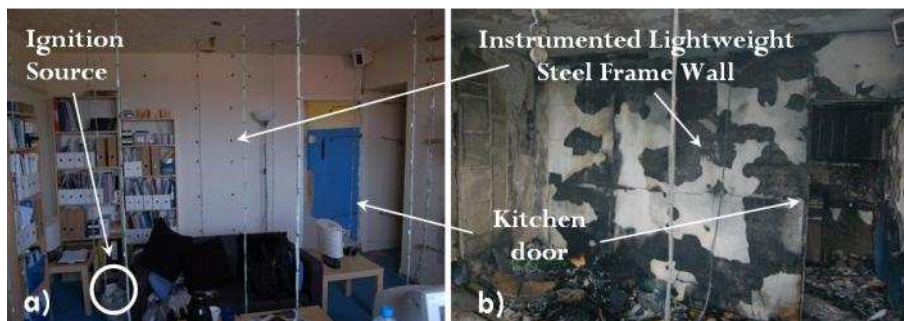 Ignition
Source
Instrumented Lightweight
Steel Frame Wall
Kitchen
door
a)
b)